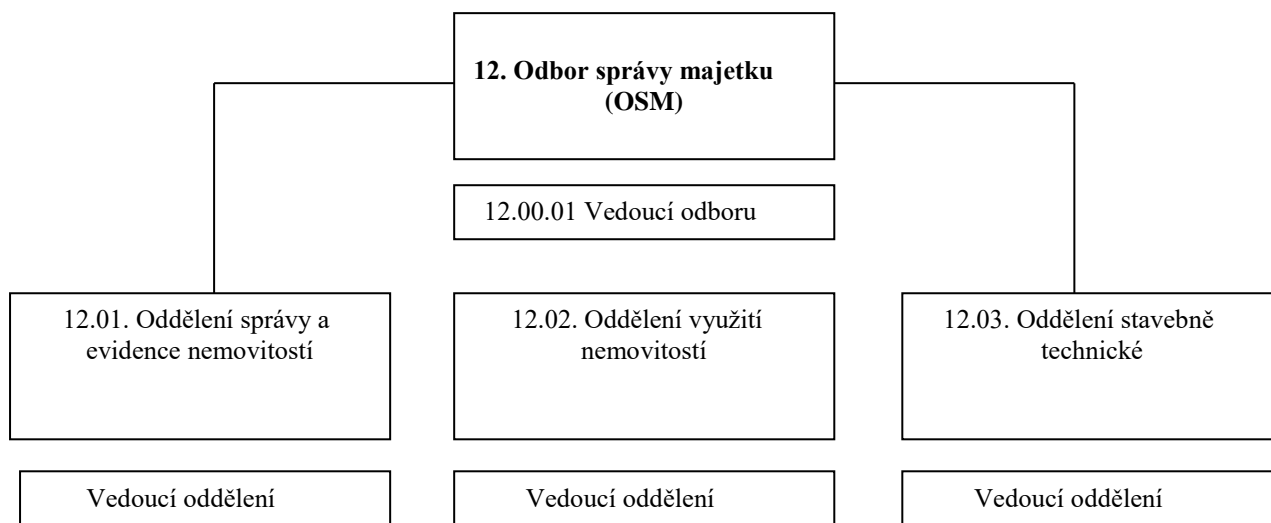 12. Odbor správy majetku
(OSM)
12.00.01 Vedoucí odboru
12.01. Oddělení správy a
evidence nemovitostí
12.02. Oddělení využití
nemovitostí
12.03. Oddělení stavebně
technické
Vedoucí oddělení
Vedoucí oddělení
Vedoucí oddělení